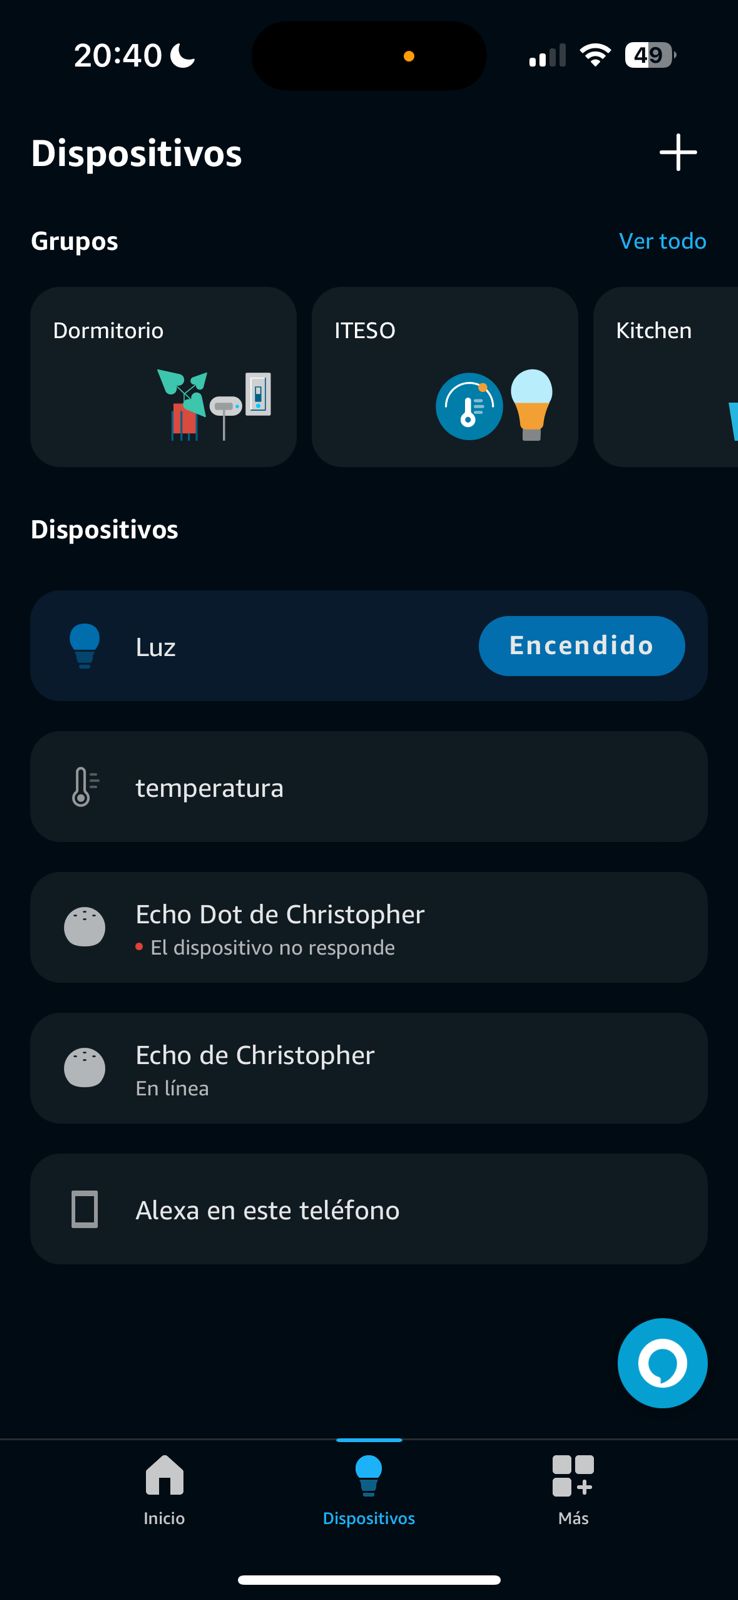 20:40
49
Dispositivos
Grupos
Ver todo
Dormitorio
ITESO
Kitchen
Dispositivos
Luz
Encendido
temperatura
Echo Dot de Christopher
El dispositivo no responde
Echo de Christopher
En línea
Alexa en este teléfono
Inicio
Dispositivos
Más